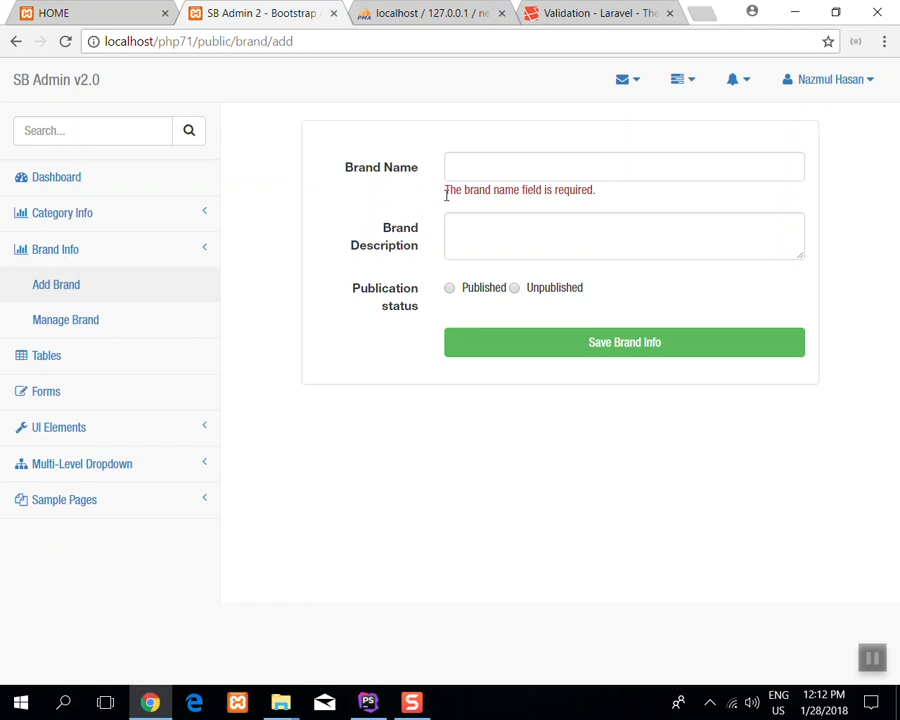 HOME
SB Admin 2 - Bootstrap
localhost / 127.0.0.1 / ne
Validation - Laravel - The
localhost/php71/public/brand/add
SB Admin v2.0
Nazmul Hasan
Search...
Dashboard
Category Info
Brand Info
Add Brand
Manage Brand
Tables
Forms
UI Elements
Multi-Level Dropdown
Sample Pages
Brand Name
The brand name field is required.
Brand
Description
Publication
status
Published
Unpublished
Save Brand Info
ENG
US
12:12 PM
1/28/2018